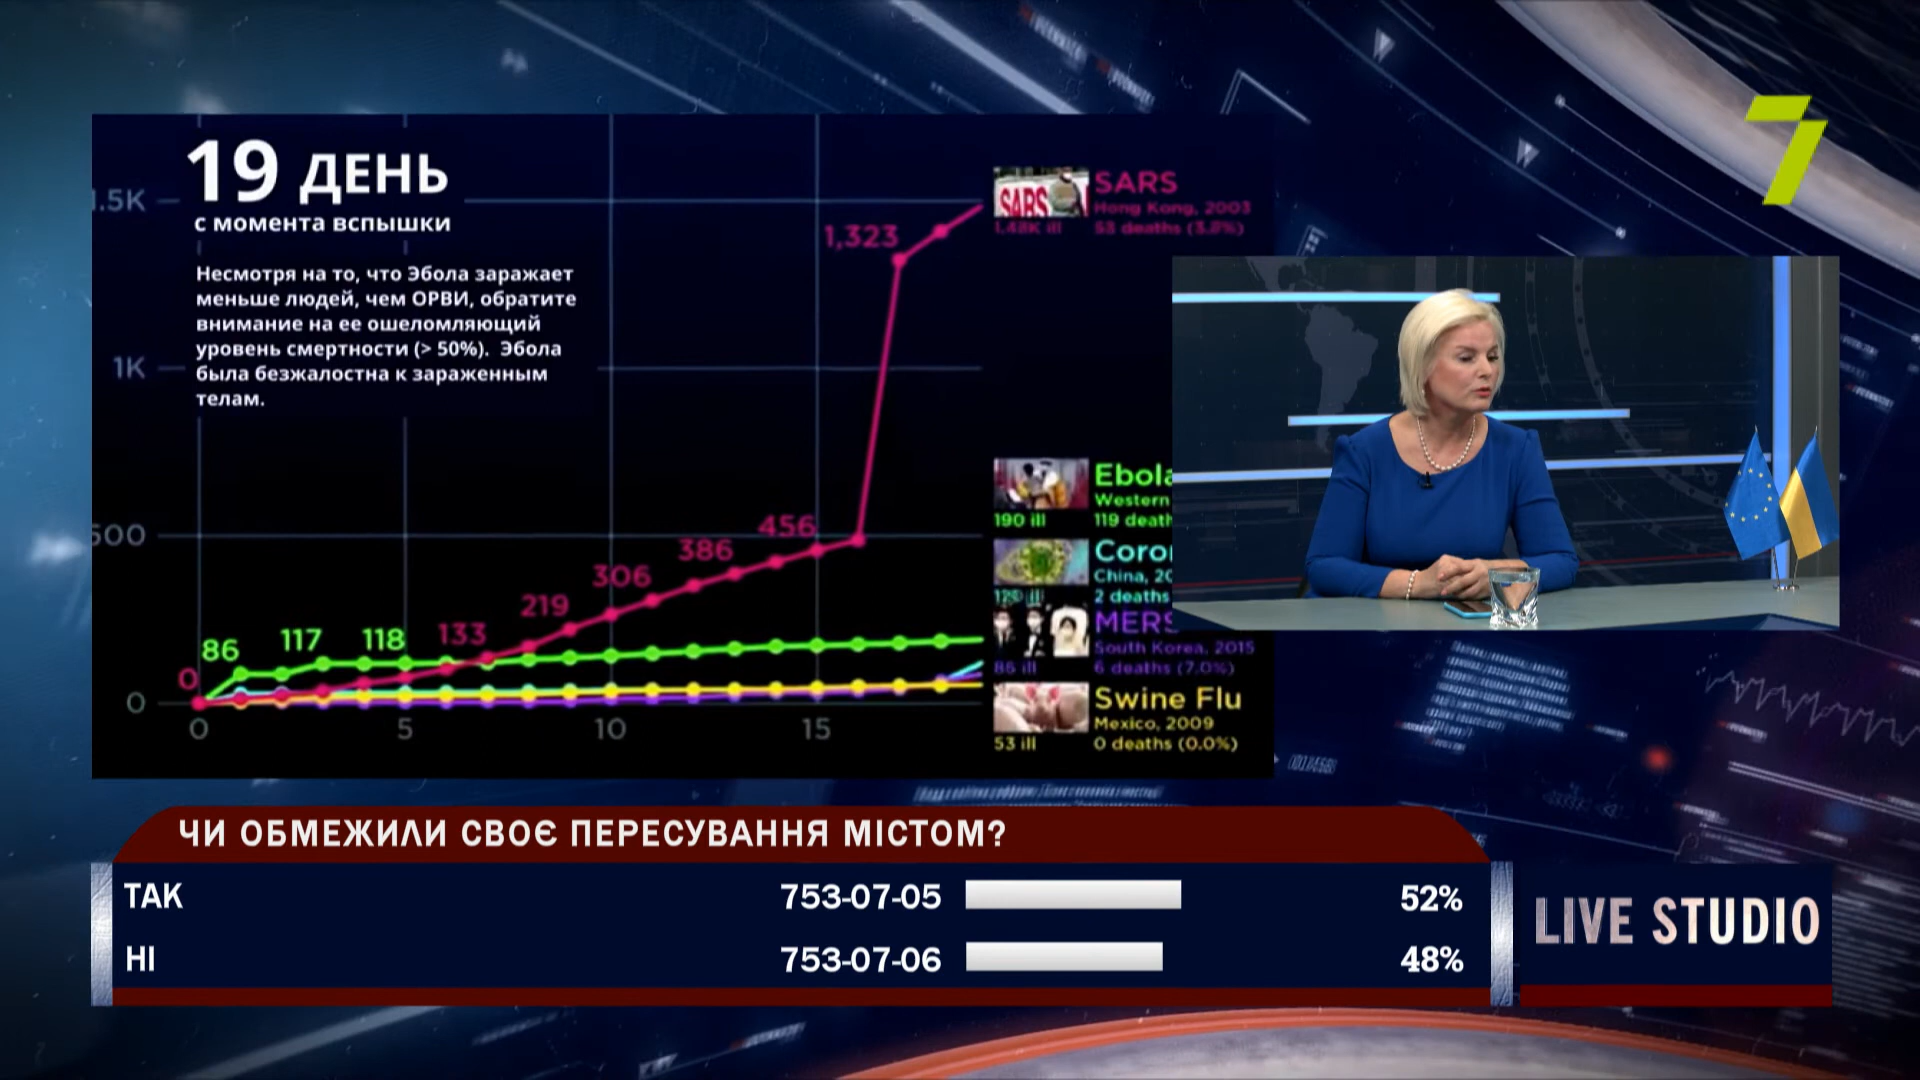 19 ДЕНЬ
с момента вспышки
Несмотря на то, что Эбола заражает
меньше людей, чем ОРВИ, обратите
внимание на ее ошеломляющий
уровень смертности (> 50%). Эбола
была безжалостна к зараженным
телам.
1.5K
1K
500
0
0
5
10
15
0
86
117
118
133
219
306
386
456
1,323
SARS
SARS
Hong Kong, 2003
1,48K ill 53 deaths (3.8%)
Ebola
Western
190 ill 119 death
China, 20
2 deaths
MERS
South Korea, 2015
86 ill 6 deaths (7.0%)
Swine Flu
Mexico, 2009
53 ill 0 deaths (0.0%)
7
ЧИ ОБМЕЖИЛИ СВОЄ ПЕРЕСУВАННЯ МІСТОМ?
ТАК 753-07-05 52%
НІ 753-07-06 48%
LIVE STUDIO